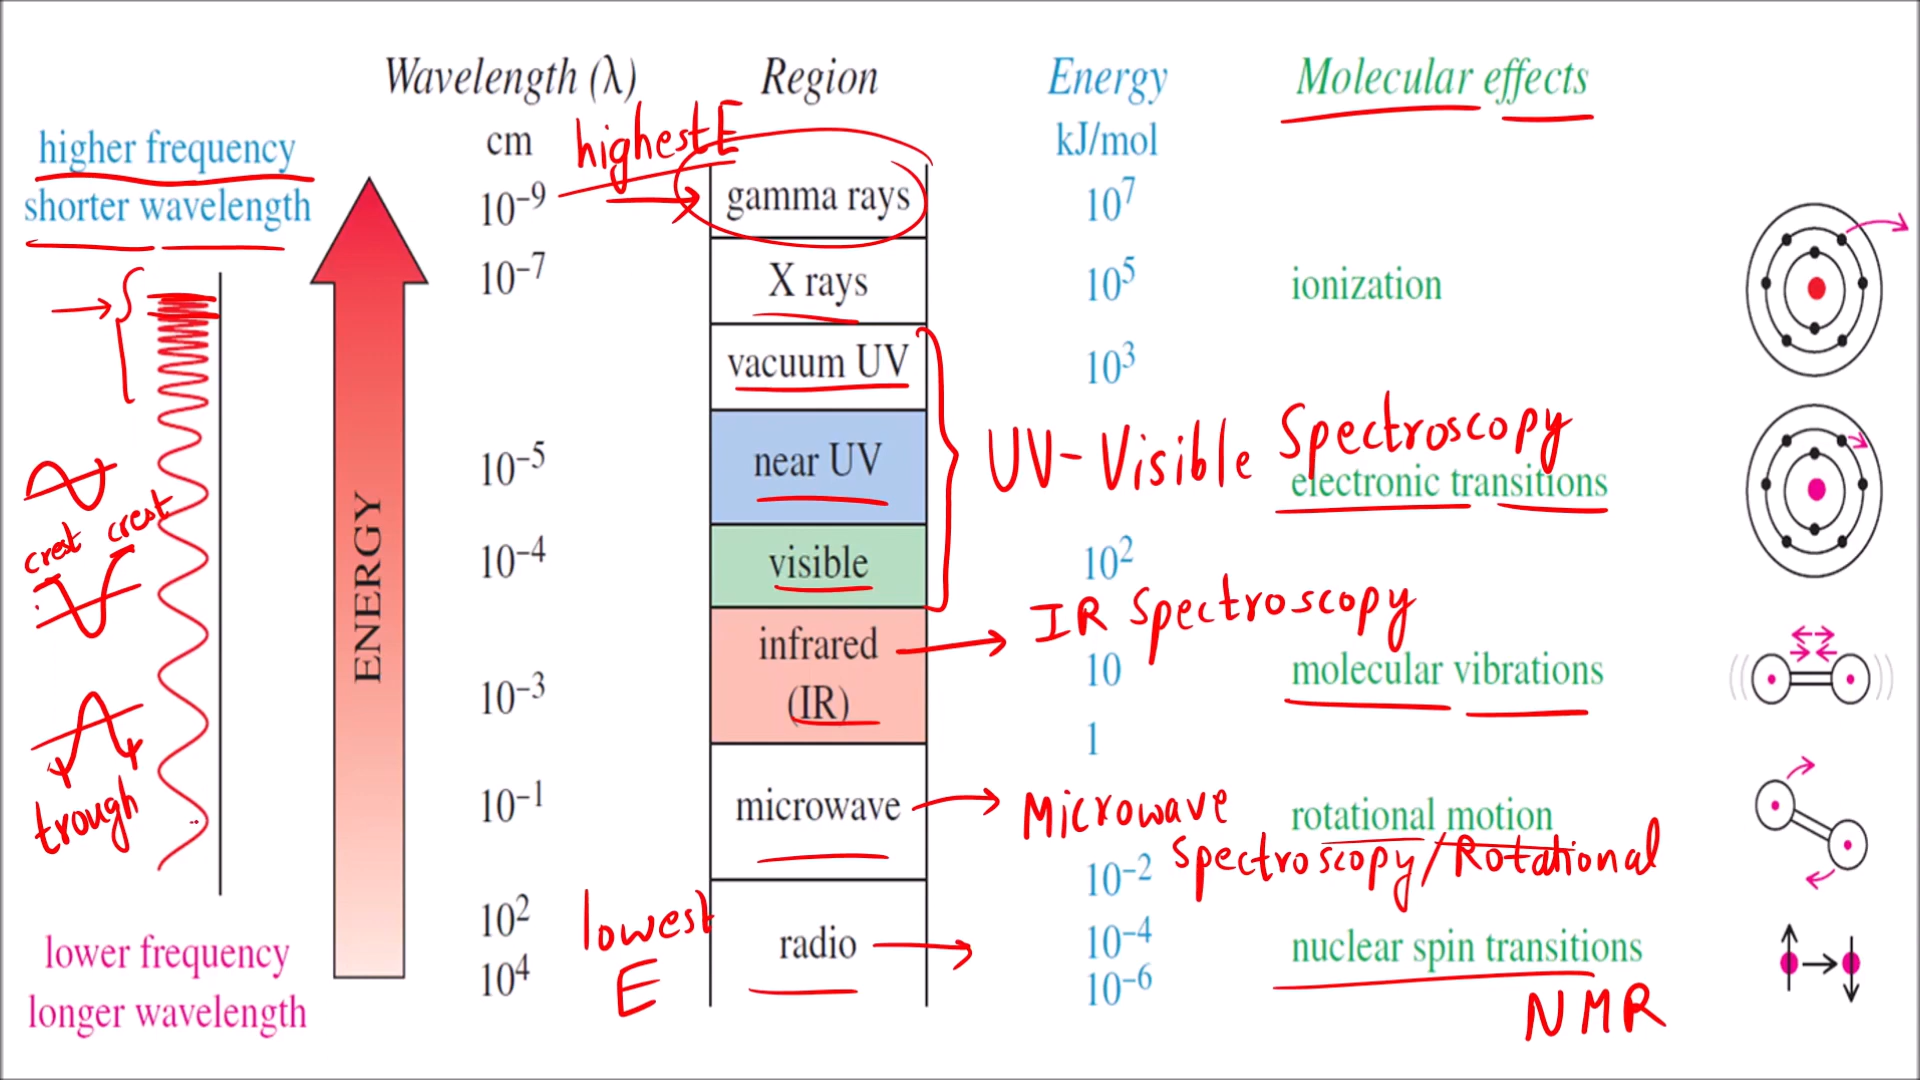 Wavelength (λ) Region Energy Molecular effects
cm highest E kJ/mol
higher frequency
shorter wavelength
10⁻⁹ gamma rays 10⁷
10⁻⁷ X rays 10⁵ ionization
vacuum UV 10³
UV-Visible Spectroscopy
10⁻⁵ near UV electronic transitions
crest crest
10⁻⁴ visible 10²
ENERGY
IR Spectroscopy
infrared
(IR)
10⁻³ 10 molecular vibrations
1
trough
10⁻¹ microwave Microwave rotational motion
10⁻² Spectroscopy/Rotational
10² lowest E
radio 10⁻⁴ nuclear spin transitions
10⁴ 10⁻⁶
NMR
lower frequency
longer wavelength